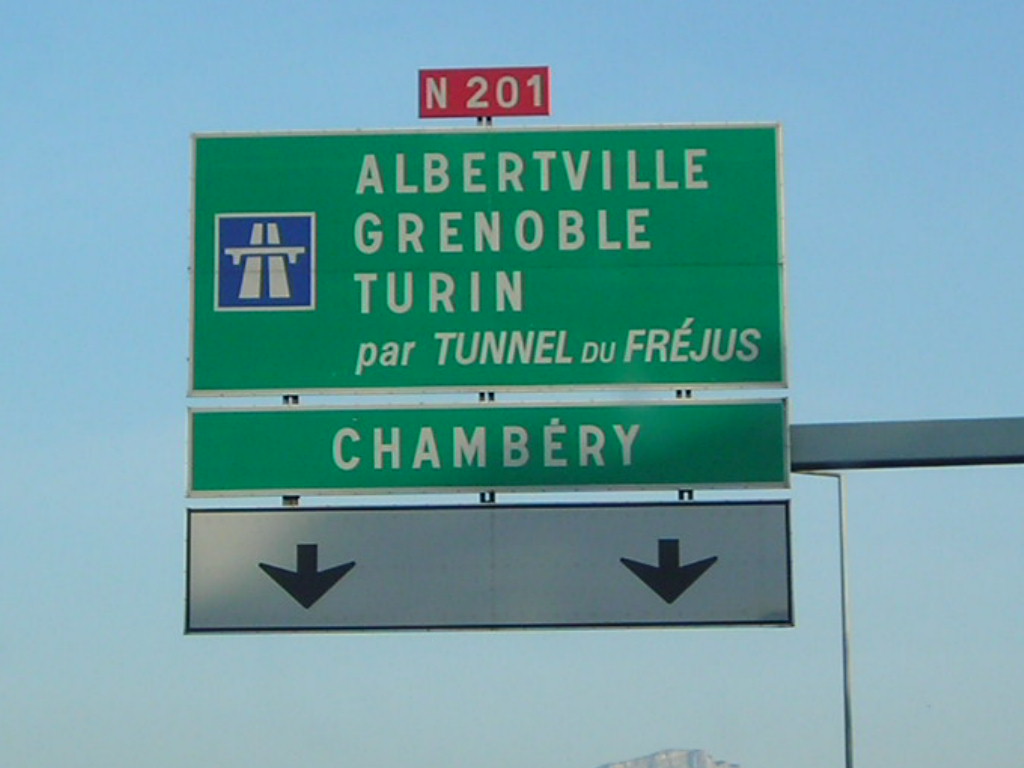 N 201
ALBERTVILLE
GRENOBLE
TURIN
par TUNNEL DU FRÉJUS
CHAMBÉRY